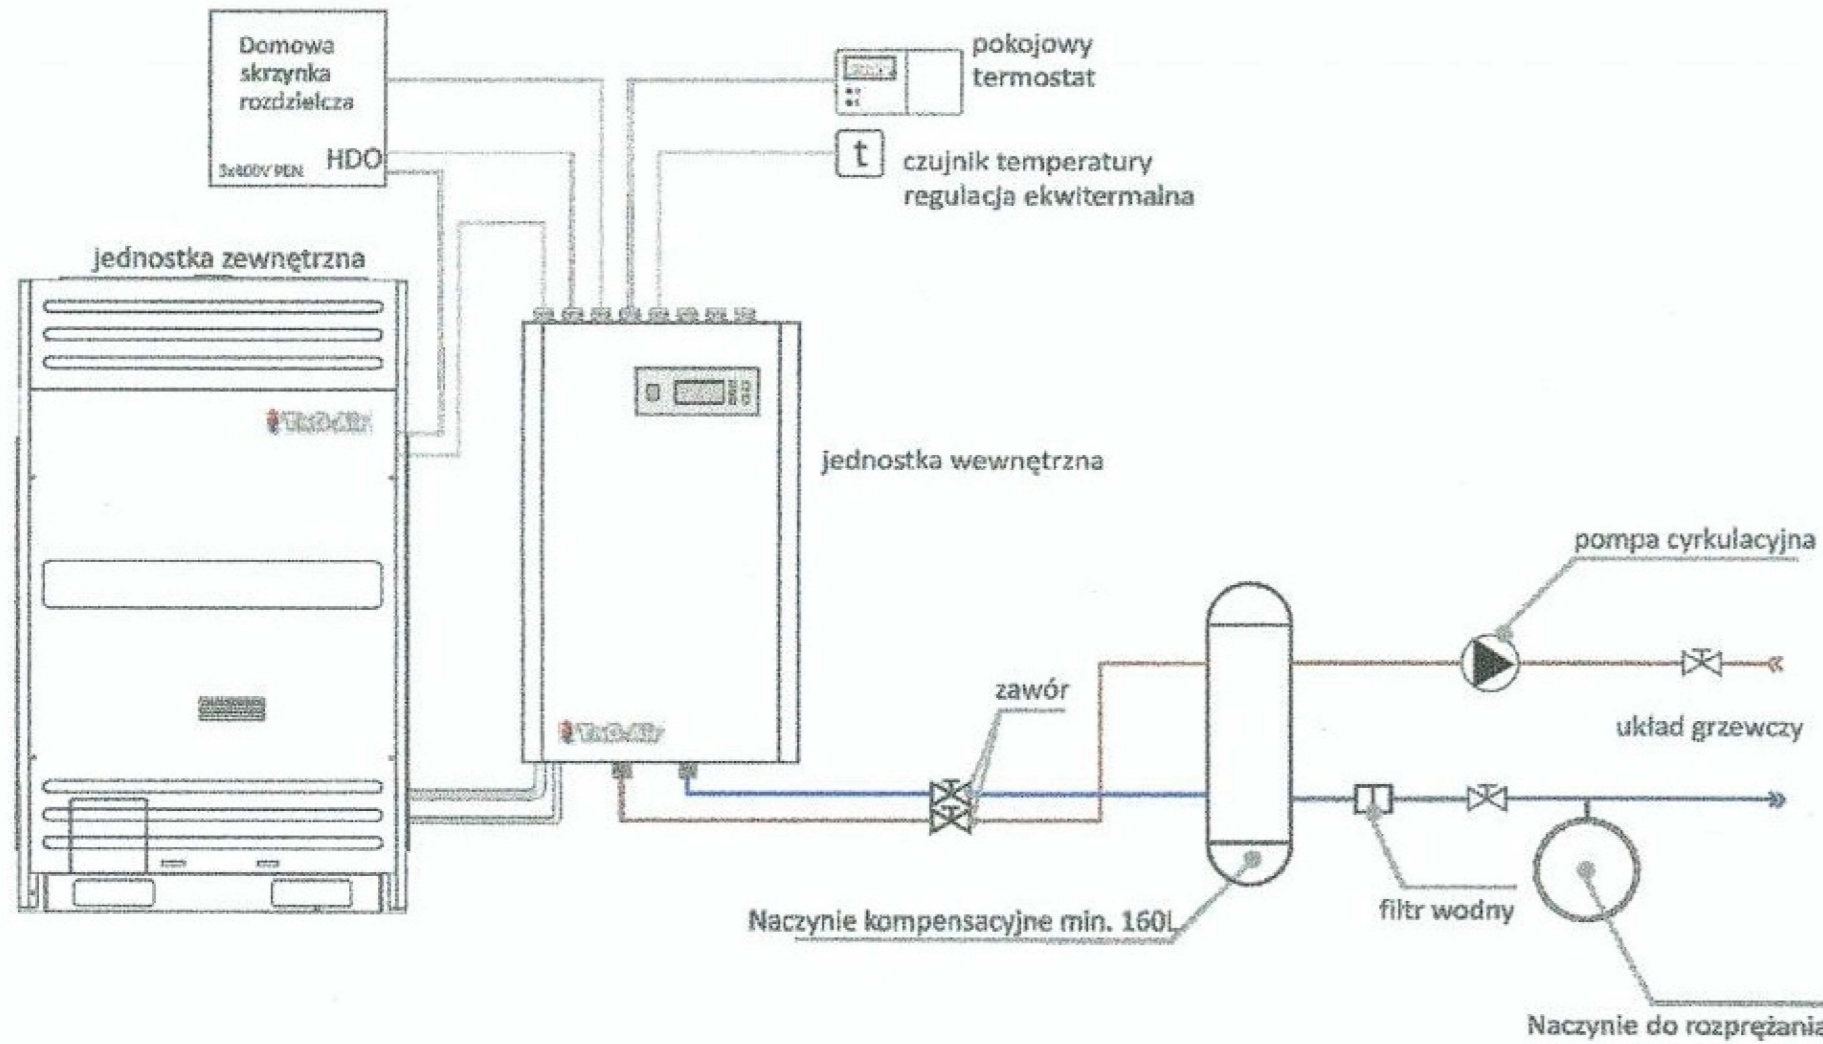 Domowa
skrzynka
rozdzielcza
HDO
3x400V PEN
pokojowy
termostat
t
czujnik temperatury
regulacja ekwitermalna
jednostka zewnętrzna
jednostka wewnętrzna
pompa cyrkulacyjna
zawór
układ grzewczy
Naczynie kompensacyjne min. 160L
filtr wodny
Naczynie do rozprężania